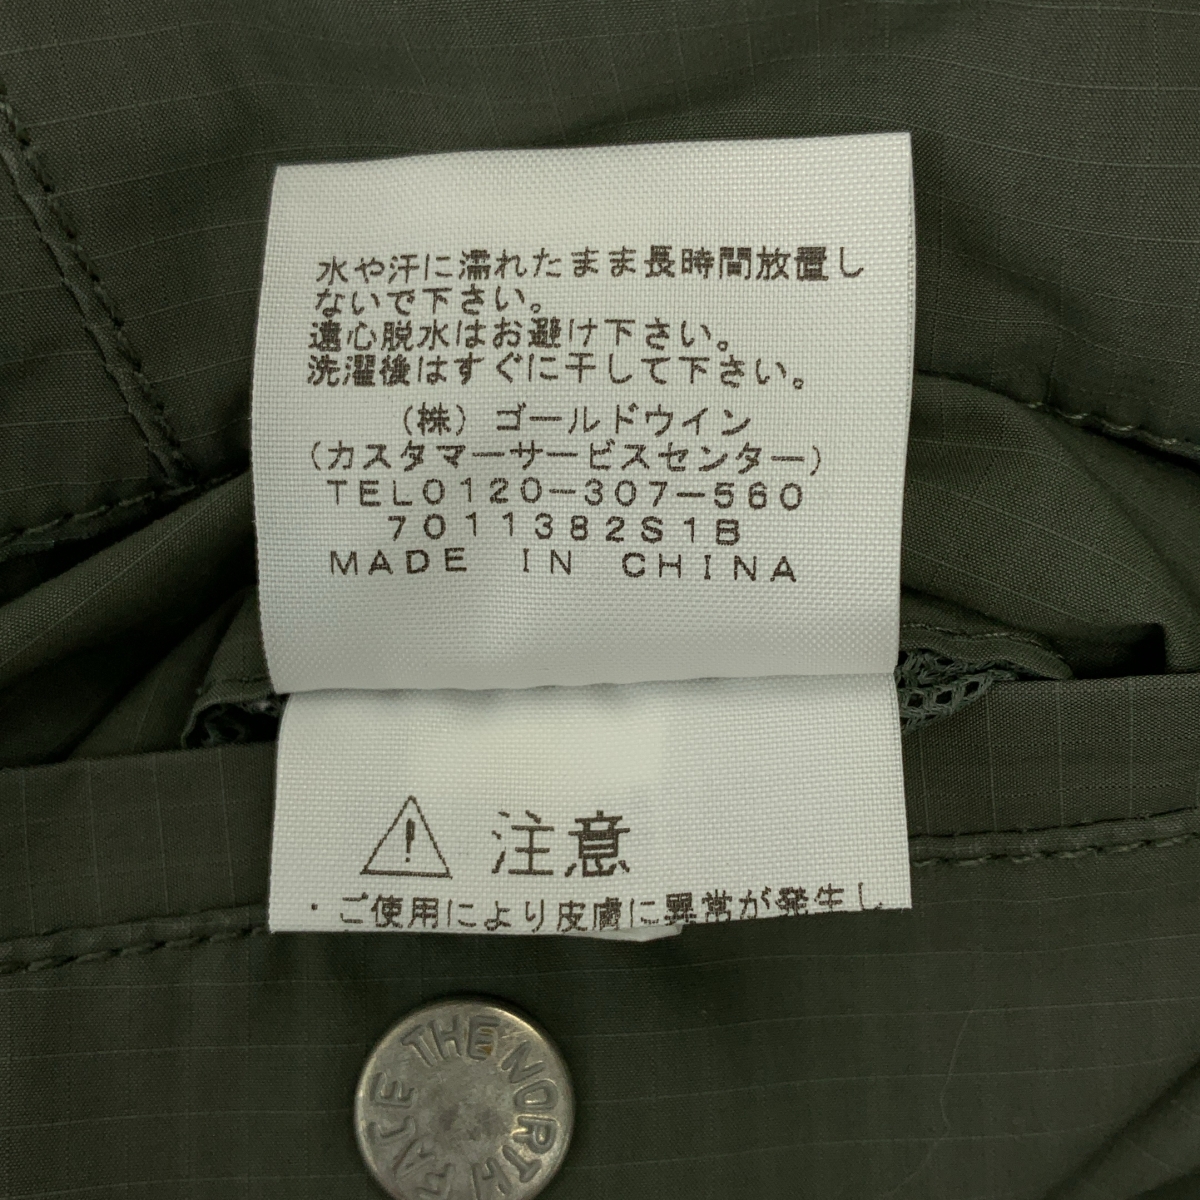 水や汗に濡れたまま長時間放置し
ないで下さい。
遠心脱水はお避け下さい。
洗濯後はすぐに干して下さい。
(株)ゴールドウイン
(カスタマーサービスセンター)
TEL0120-307-560
7011382S1B
MADE IN CHINA
注意
・ご使用により皮膚に異常が発生し
THE NORTH FACE